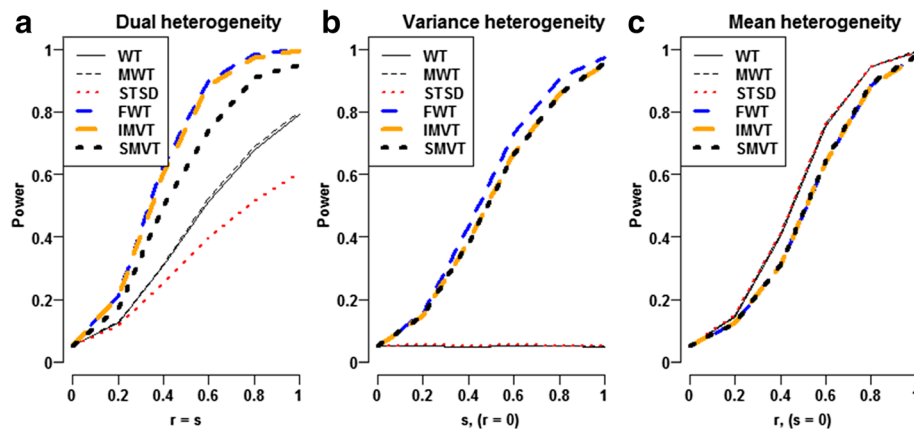 a Dual heterogeneity
WT
MWT
STSD
FWT
IMVT
SMVT
Power
1
0.8
0.6
0.4
0.2
0
0 0.2 0.4 0.6 0.8 1
r = s
b Variance heterogeneity
WT
MWT
STSD
FWT
IMVT
SMVT
Power
1
0.8
0.6
0.4
0.2
0
0 0.2 0.4 0.6 0.8 1
s, (r = 0)
c Mean heterogeneity
WT
MWT
STSD
FWT
IMVT
SMVT
Power
1
0.8
0.6
0.4
0.2
0
0 0.2 0.4 0.6 0.8 1
r, (s = 0)